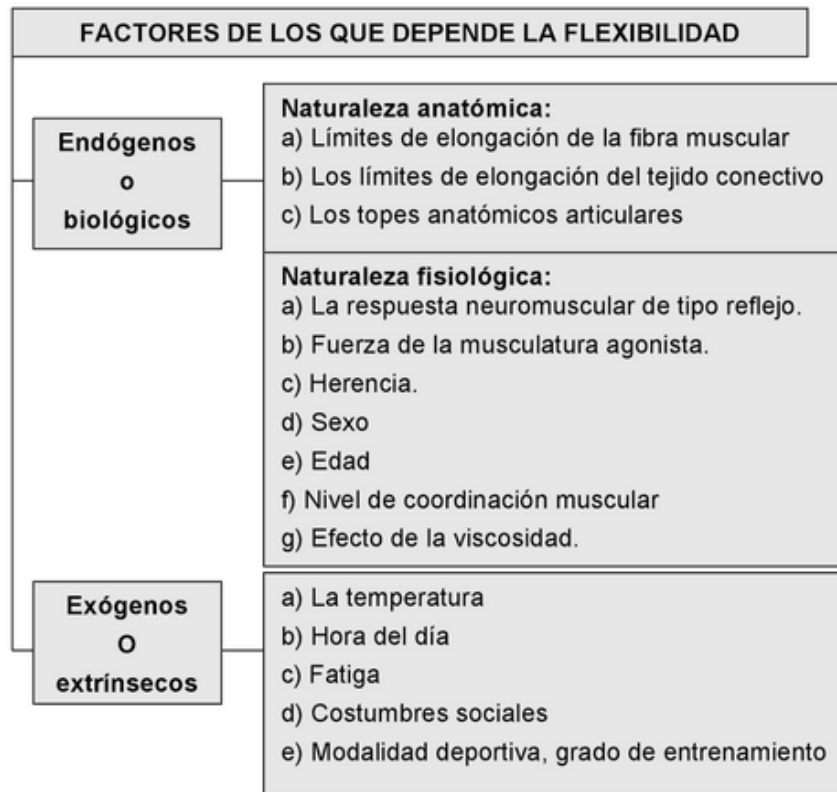 FACTORES DE LOS QUE DEPENDE LA FLEXIBILIDAD
Endógenos
o
biológicos
Naturaleza anatómica:
a) Límites de elongación de la fibra muscular
b) Los límites de elongación del tejido conectivo
c) Los topes anatómicos articulares
Naturaleza fisiológica:
a) La respuesta neuromuscular de tipo reflejo.
b) Fuerza de la musculatura agonista.
c) Herencia.
d) Sexo
e) Edad
f) Nivel de coordinación muscular
g) Efecto de la viscosidad.
Exógenos
O
extrínsecos
a) La temperatura
b) Hora del día
c) Fatiga
d) Costumbres sociales
e) Modalidad deportiva, grado de entrenamiento